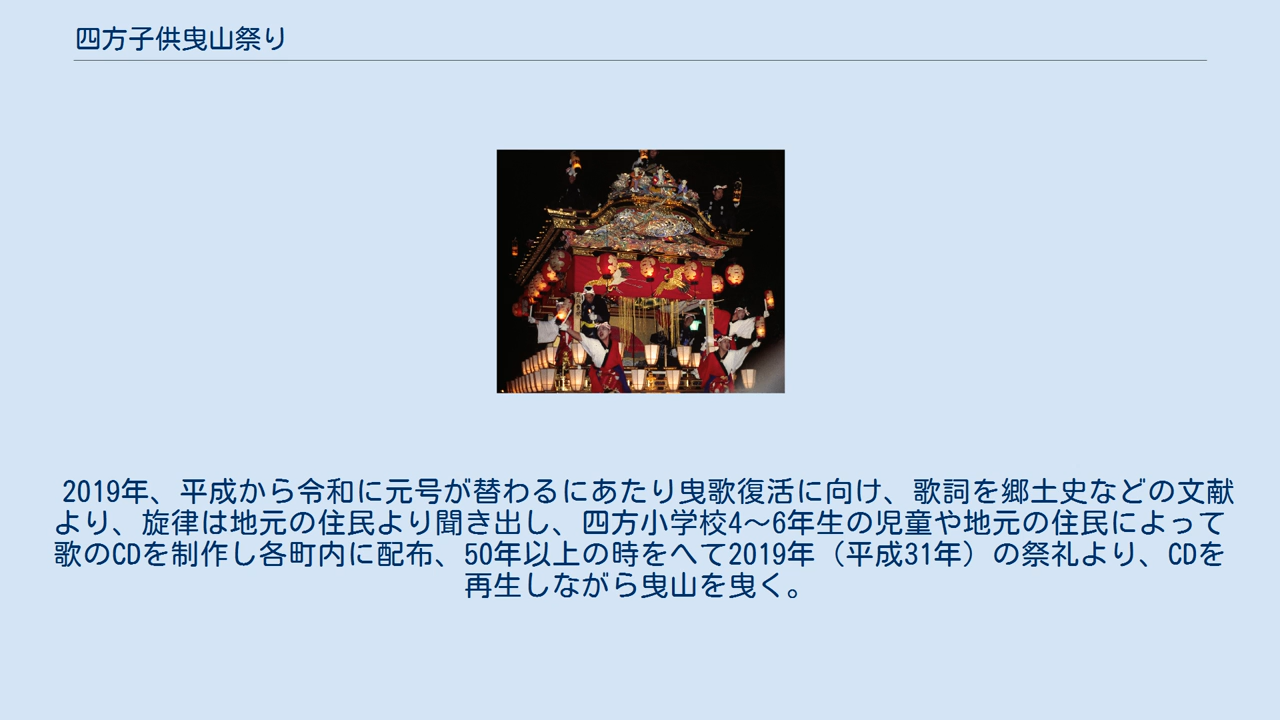 四方子供曳山祭り
2019年、平成から令和に元号が替わるにあたり曳歌復活に向け、歌詞を郷土史などの文献
より、旋律は地元の住民より聞き出し、四方小学校4〜6年生の児童や地元の住民によって
歌のCDを制作し各町内に配布、50年以上の時をへて2019年（平成31年）の祭礼より、CDを
再生しながら曳山を曳く。